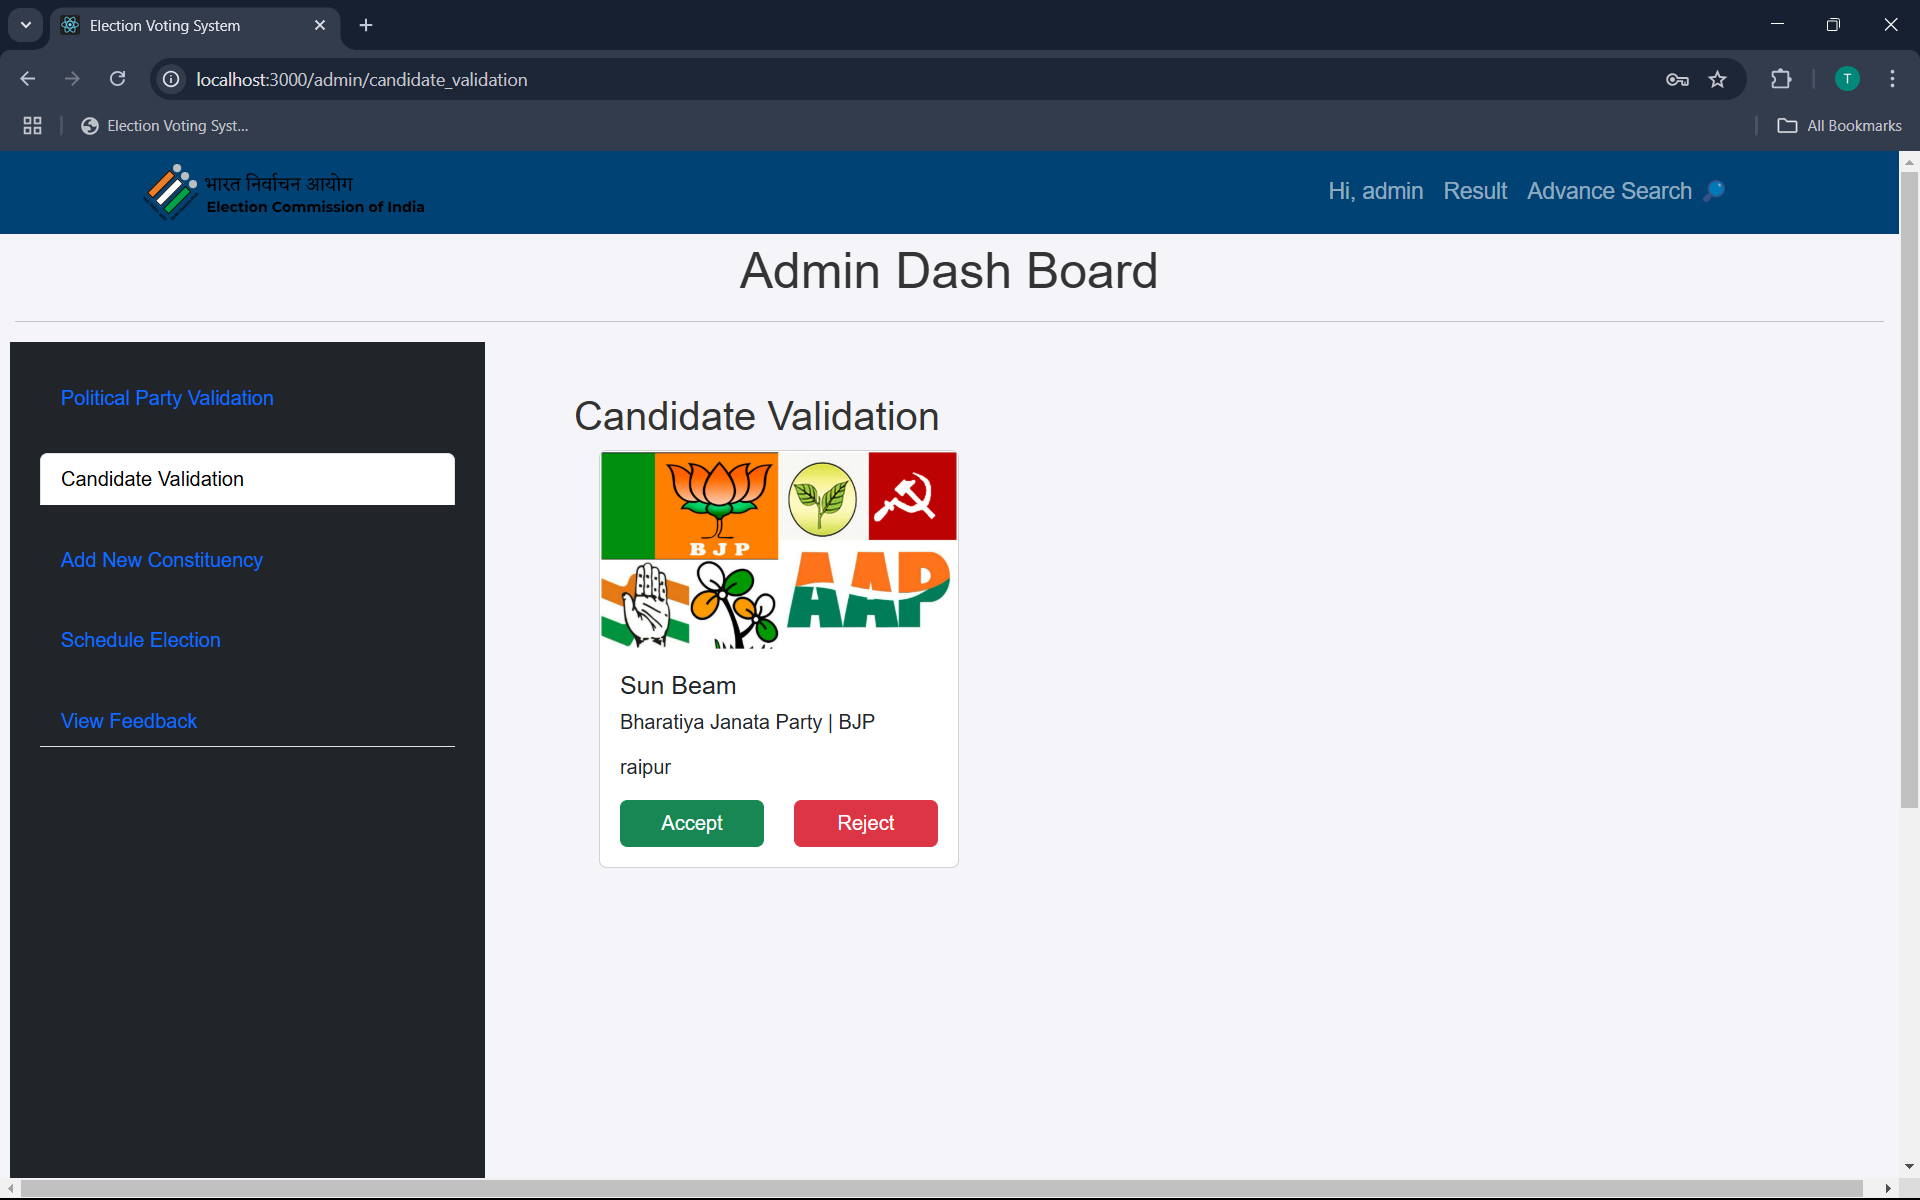 Election Voting System
localhost:3000/admin/candidate_validation
T
Election Voting Syst...
All Bookmarks
भारत निर्वाचन आयोग
Election Commission of India
Hi, admin Result Advance Search
Admin Dash Board
Political Party Validation
Candidate Validation
Add New Constituency
Schedule Election
View Feedback
Candidate Validation
BJP
AAP
Sun Beam
Bharatiya Janata Party | BJP
raipur
Accept Reject